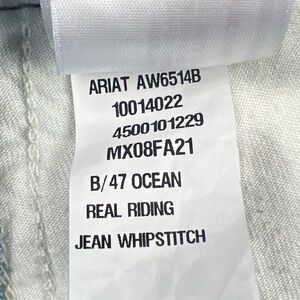 ARIAT AW6514B
10014022
4500101229
MX08FA21
B/47 OCEAN
REAL RIDING
JEAN WHIPSTITCH